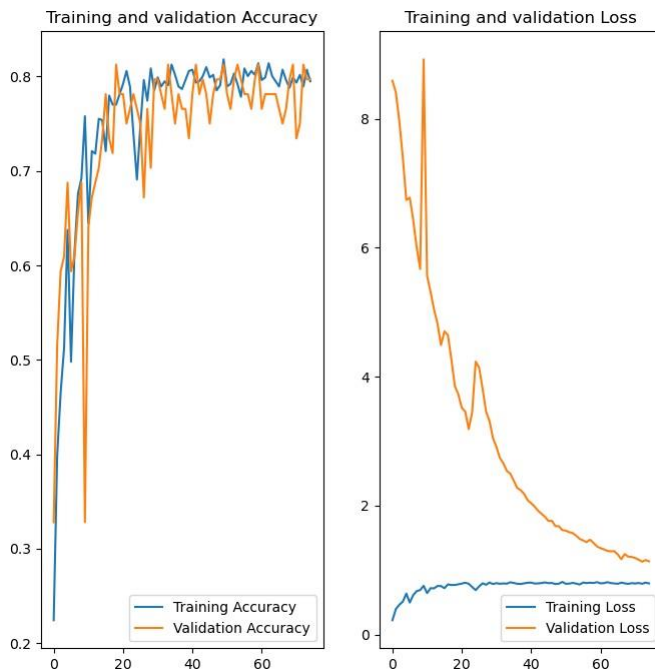 Training and validation Accuracy
0.8
0.7
0.6
0.5
0.4
0.3
0.2
0 20 40 60
Training Accuracy
Validation Accuracy
Training and validation Loss
8
6
4
2
0
0 20 40 60
Training Loss
Validation Loss